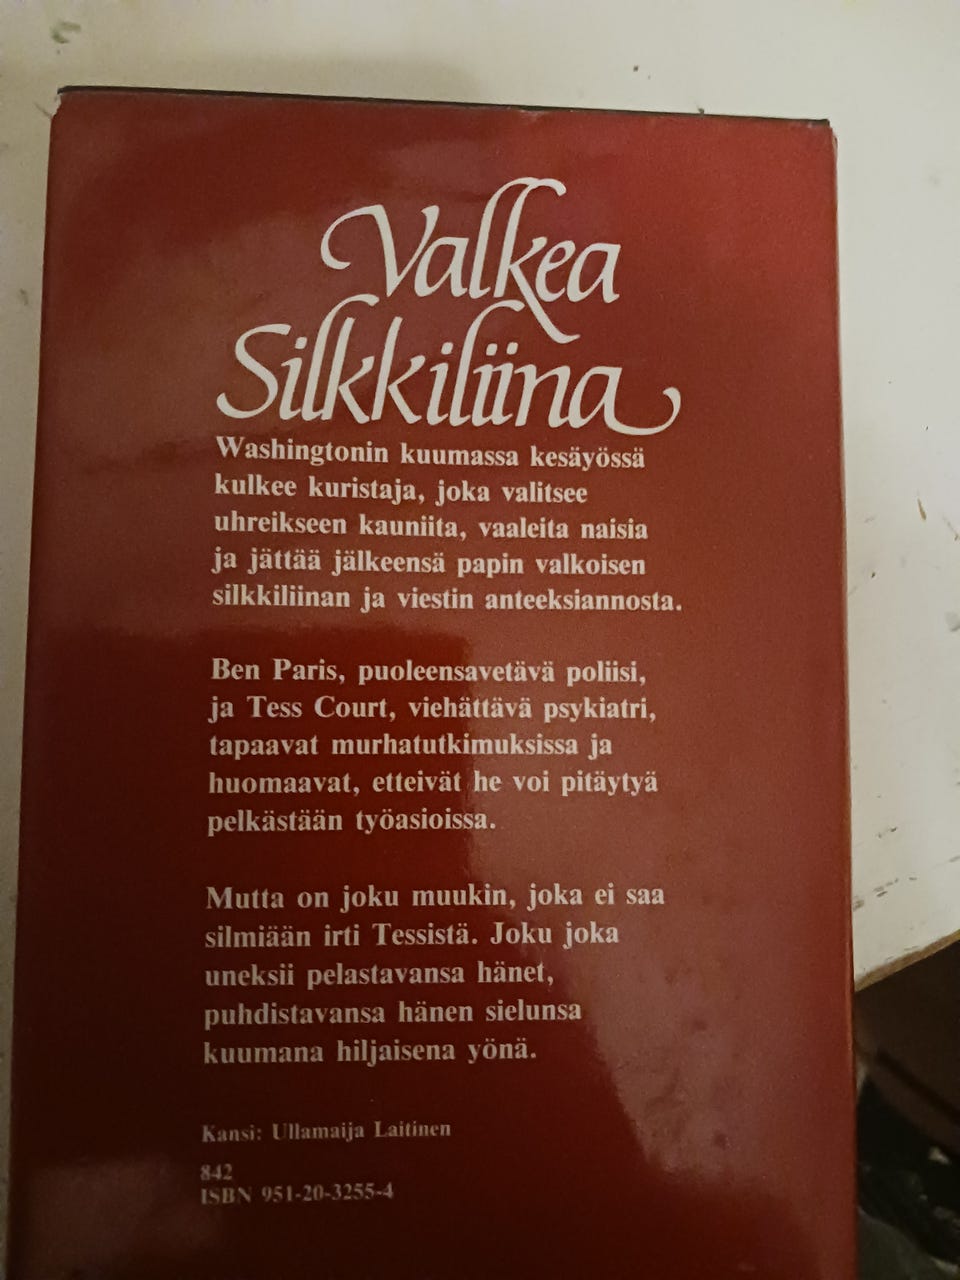 Valkea
Silkkiliina
Washingtonin kuumassa kesäyössä
kulkee kuristaja, joka valitsee
uhreikseen kauniita, vaaleita naisia
ja jättää jälkeensä papin valkoisen
silkkiliinan ja viestin anteeksiannosta.
Ben Paris, puoleensavetävä poliisi,
ja Tess Court, viehättävä psykiatri,
tapaavat murhatutkimuksissa ja
huomaavat, etteivät he voi pitäytyä
pelkästään työasioissa.
Mutta on joku muukin, joka ei saa
silmiään irti Tessistä. Joku joka
uneksii pelastavansa hänet,
puhdistavansa hänen sielunsa
kuumana hiljaisena yönä.
Kansi: Ullamaija Laitinen
842
ISBN 951-20-3255-4